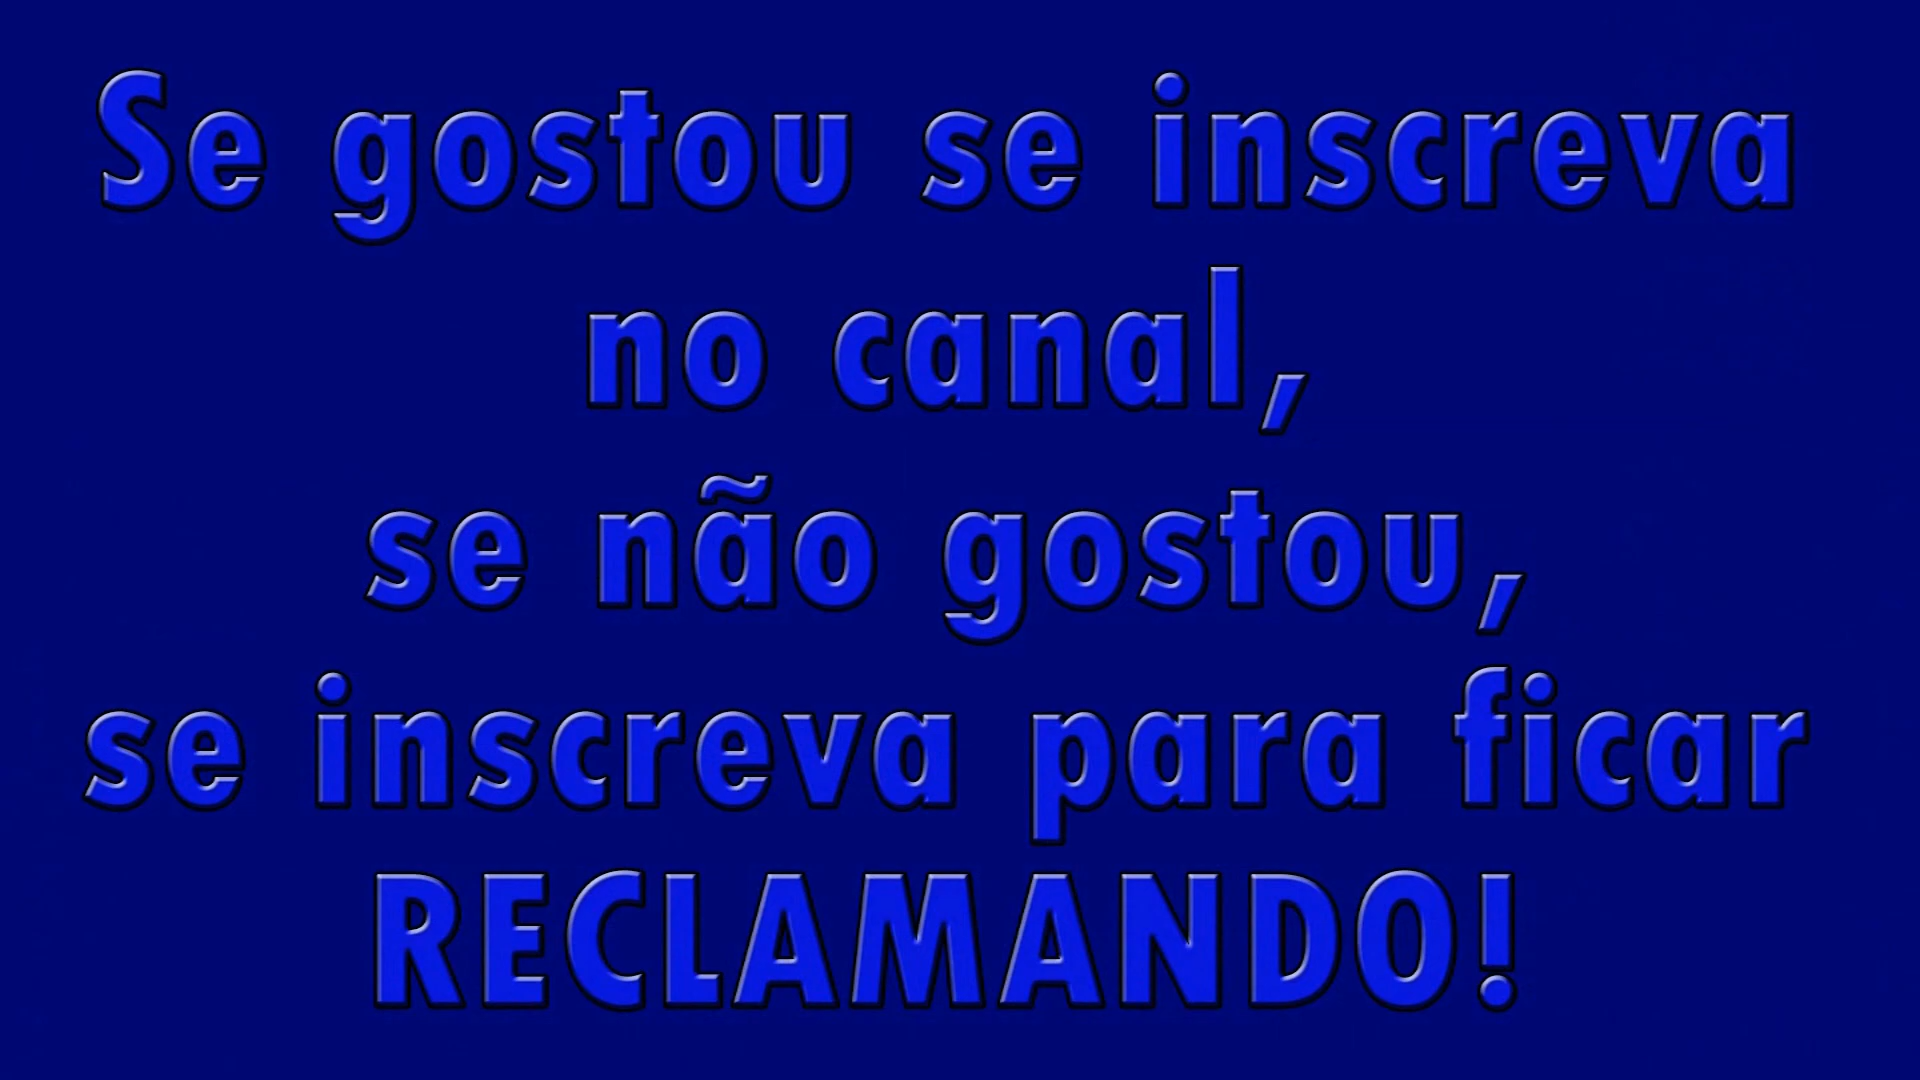 Se gostou se inscreva
no canal,
se não gostou,
se inscreva para ficar
RECLAMANDO!